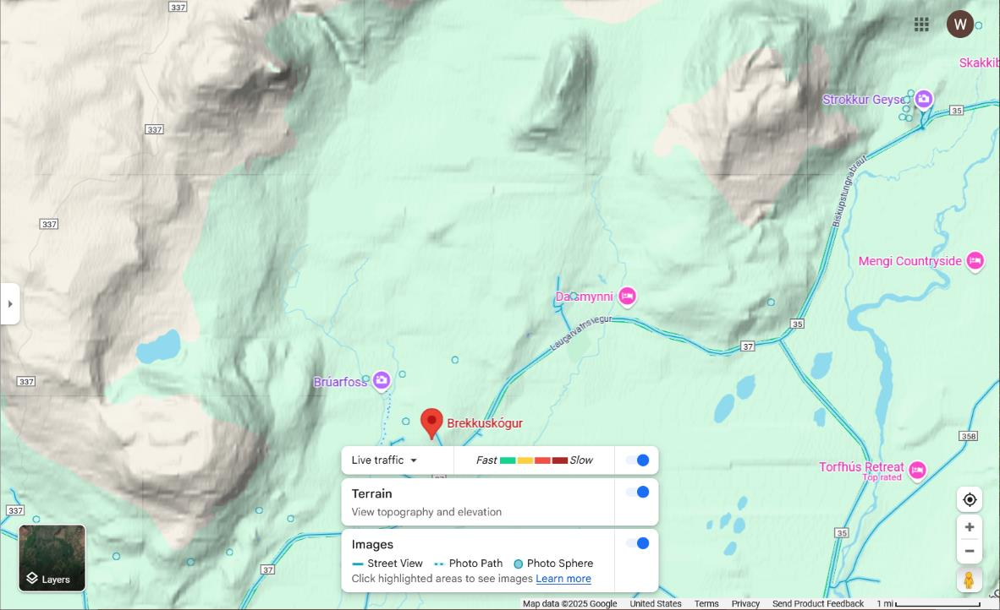 337
W
Skakkib
Strokkur Geyse
35
337
Biskupstungnabraut
337
Mengi Countryside
Dalsmynni
Laugarvatnsvegur
35
37
337
Brúarfoss
Brekkuskógur
358
Live traffic
Fast
Slow
Torfhús Retreat
Top rated
Terrain
View topography and elevation
337
35
Images
Street View
Photo Path
Photo Sphere
Click highlighted areas to see images Learn more
37
Layers
Map data ©2025 Google
United States
Terms
Privacy
Send Product Feedback
1 mi